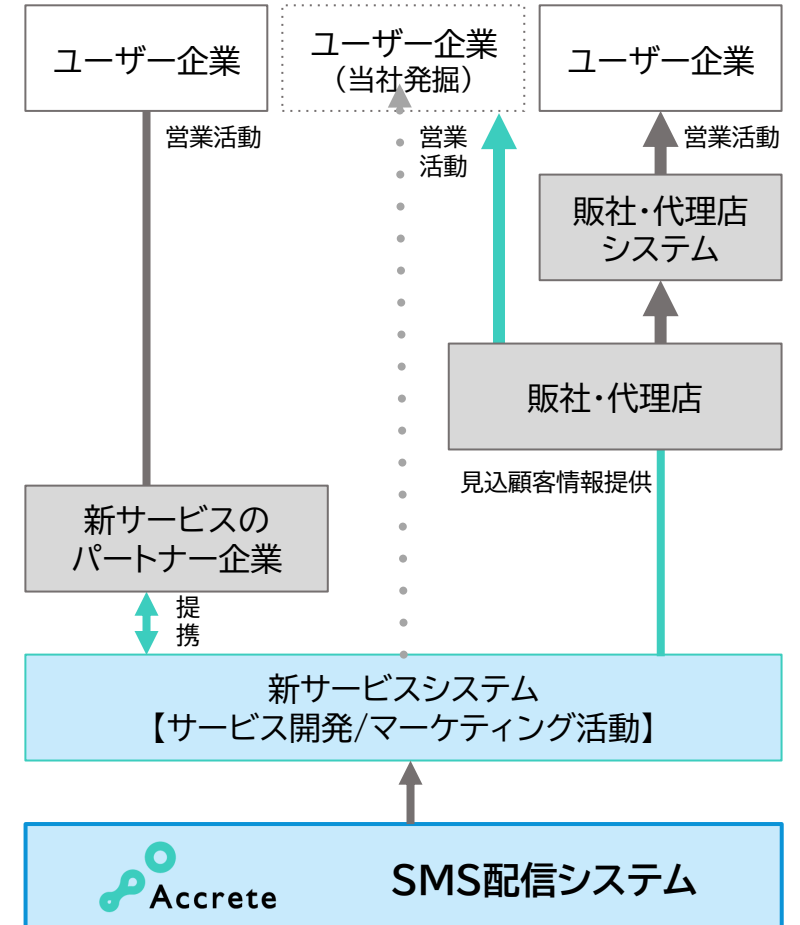 ユーザー企業
ユーザー企業
（当社発掘）
ユーザー企業
営業活動
営業
活動
営業活動
販社・代理店
システム
販社・代理店
見込顧客情報提供
新サービスの
パートナー企業
提
携
新サービスシステム
【サービス開発/マーケティング活動】
Accrete
SMS配信システム